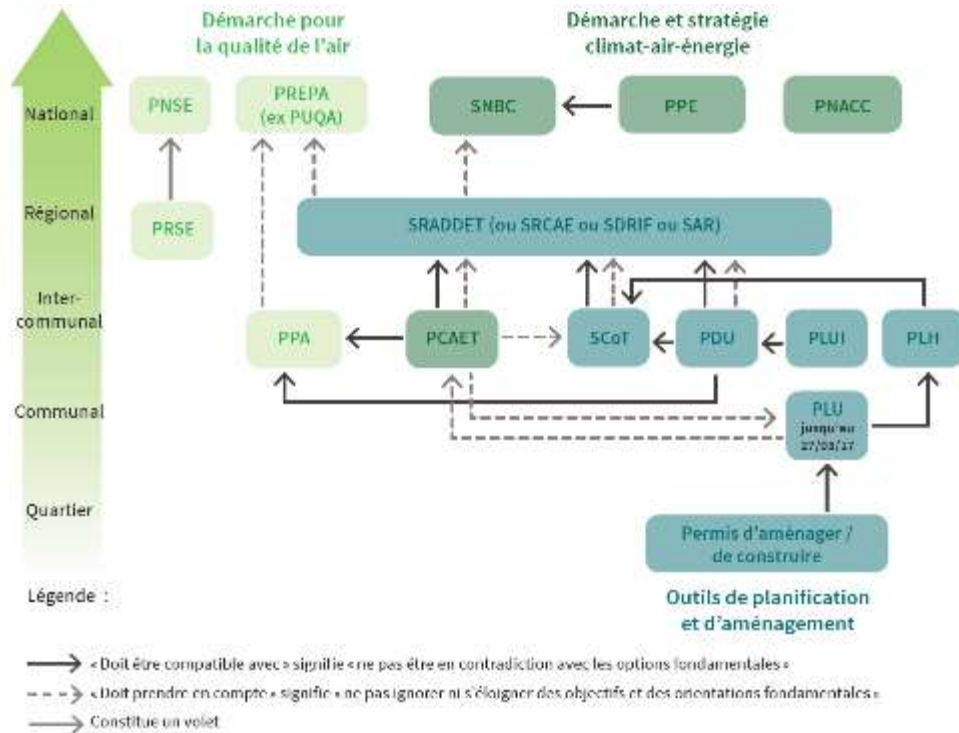 Démarche pour
la qualité de l'air
Démarche et stratégie
climat-air-énergie
National
PNSE
PREPA
(ex PUQA)
SNBC
PPE
PNACC
Régional
PRSE
SRADDET (ou SRCAE ou SDRIF ou SAR)
Inter-
communal
PPA
PCAET
SCoT
PDU
PLUI
PLH
Communal
PLU
jusqu'au
27/03/17
Quartier
Permis d'aménager /
de construire
Légende :
Outils de planification
et d'aménagement
« Doit être compatible avec » signifie « ne pas être en contradiction avec les options fondamentales »
« Doit prendre en compte » signifie » ne pas ignorer ni s'éloigner des objectifs et des orientations fondamentales »
Constitue un volet